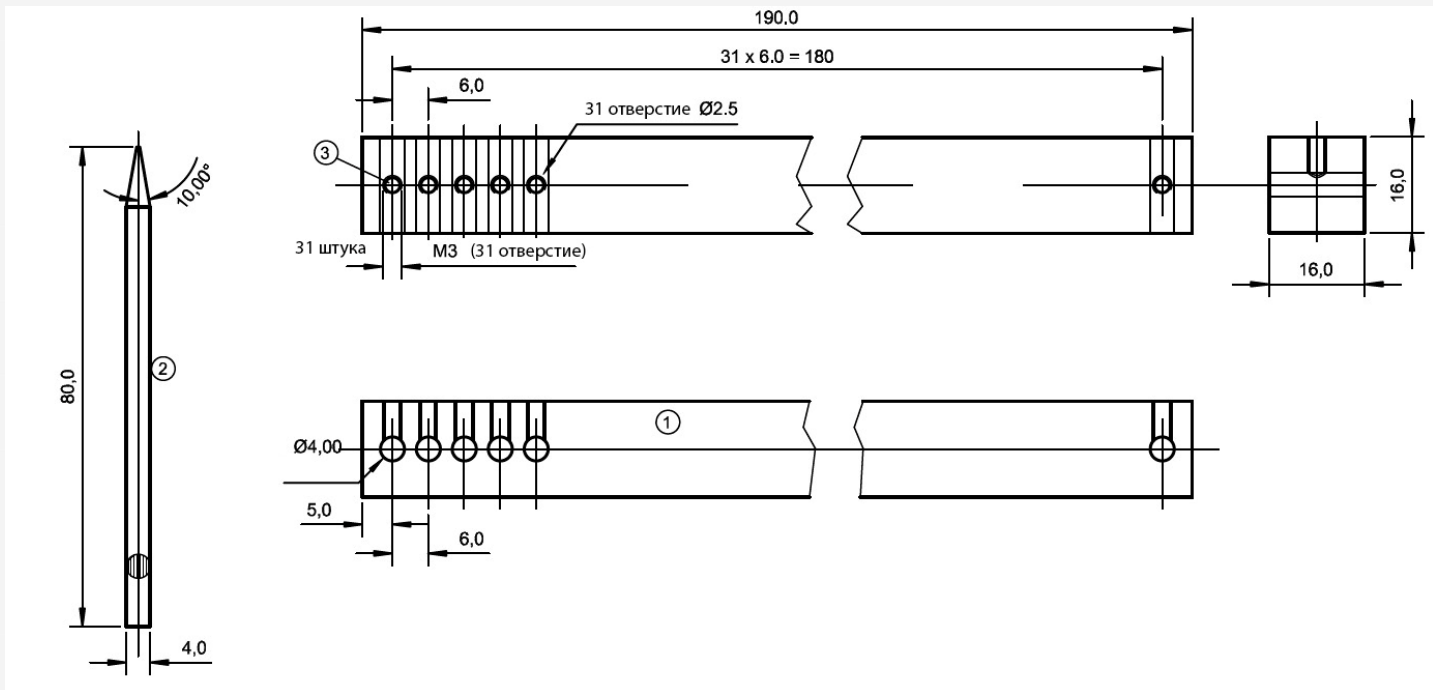 190.0
31 x 6.0 = 180
6,0
31 отверстие Ø2.5
3
10,00°
31 штука
М3 (31 отверстие)
16,0
16,0
2
80,0
1
Ø4,00
5,0
6,0
4,0